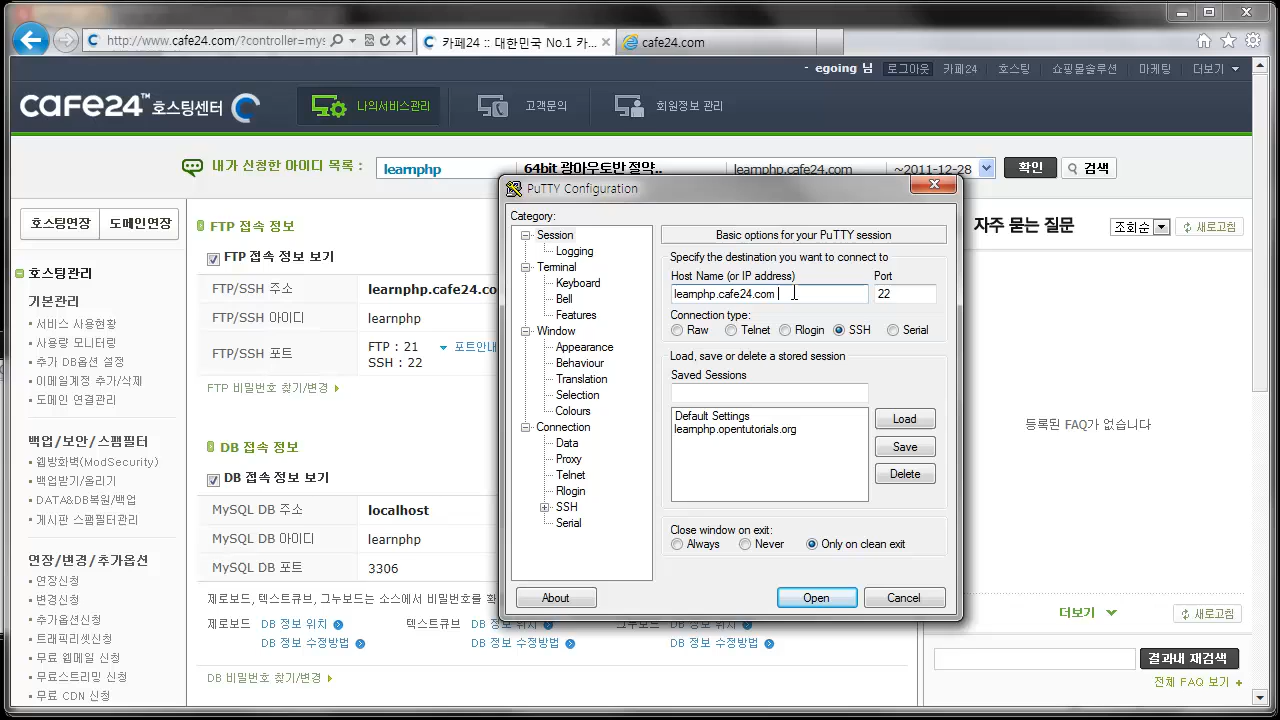 http://www.cafe24.com/?controller=mys
카페24 :: 대한민국 No.1 카...
cafe24.com
- egoing 님
로그아웃
카페24
호스팅
쇼핑몰솔루션
마케팅
더보기
cafe24™ 호스팅센터
나의서비스관리
고객문의
회원정보 관리
내가 신청한 아이디 목록 :
learnphp
64bit 광아우토반 절약..
learnphp.cafe24.com
~2011-12-28
확인
검색
호스팅연장
도메인연장
호스팅관리
기본관리
서비스 사용현황
사용량 모니터링
추가 DB옵션 설정
이메일계정 추가/삭제
도메인 연결관리
백업/보안/스팸필터
웹방화벽(ModSecurity)
백업받기/올리기
DATA&DB복원/백업
게시판 스팸필터관리
연장/변경/추가옵션
연장신청
변경신청
추가옵션신청
트래픽리셋신청
무료 웹메일 신청
무료스트리밍 신청
무료 CDN 신청
FTP 접속 정보
FTP 접속 정보 보기
FTP/SSH 주소
learnphp.cafe24.co
FTP/SSH 아이디
learnphp
FTP/SSH 포트
FTP : 21
포트안내
SSH : 22
FTP 비밀번호 찾기/변경
DB 접속 정보
DB 접속 정보 보기
MySQL DB 주소
localhost
MySQL DB 아이디
learnphp
MySQL DB 포트
3306
제로보드, 텍스트큐브, 그누보드는 소스에서 비밀번호를 확
제로보드
DB 정보 위치
DB 정보 수정방법
텍스트큐브
DB 정보 위치
DB 정보 수정방법
그누보드
DB 정보 위치
DB 정보 수정방법
DB 비밀번호 찾기/변경
PuTTY Configuration
Category:
Session
Logging
Terminal
Keyboard
Bell
Features
Window
Appearance
Behaviour
Translation
Selection
Colours
Connection
Data
Proxy
Telnet
Rlogin
SSH
Serial
Basic options for your PuTTY session
Specify the destination you want to connect to
Host Name (or IP address)
Port
learnphp.cafe24.com
22
Connection type:
Raw
Telnet
Rlogin
SSH
Serial
Load, save or delete a stored session
Saved Sessions
Default Settings
learnphp.opentutorials.org
Load
Save
Delete
Close window on exit:
Always
Never
Only on clean exit
About
Open
Cancel
자주 묻는 질문
조회순
새로고침
등록된 FAQ가 없습니다
더보기
새로고침
결과내 재검색
전체 FAQ 보기 +